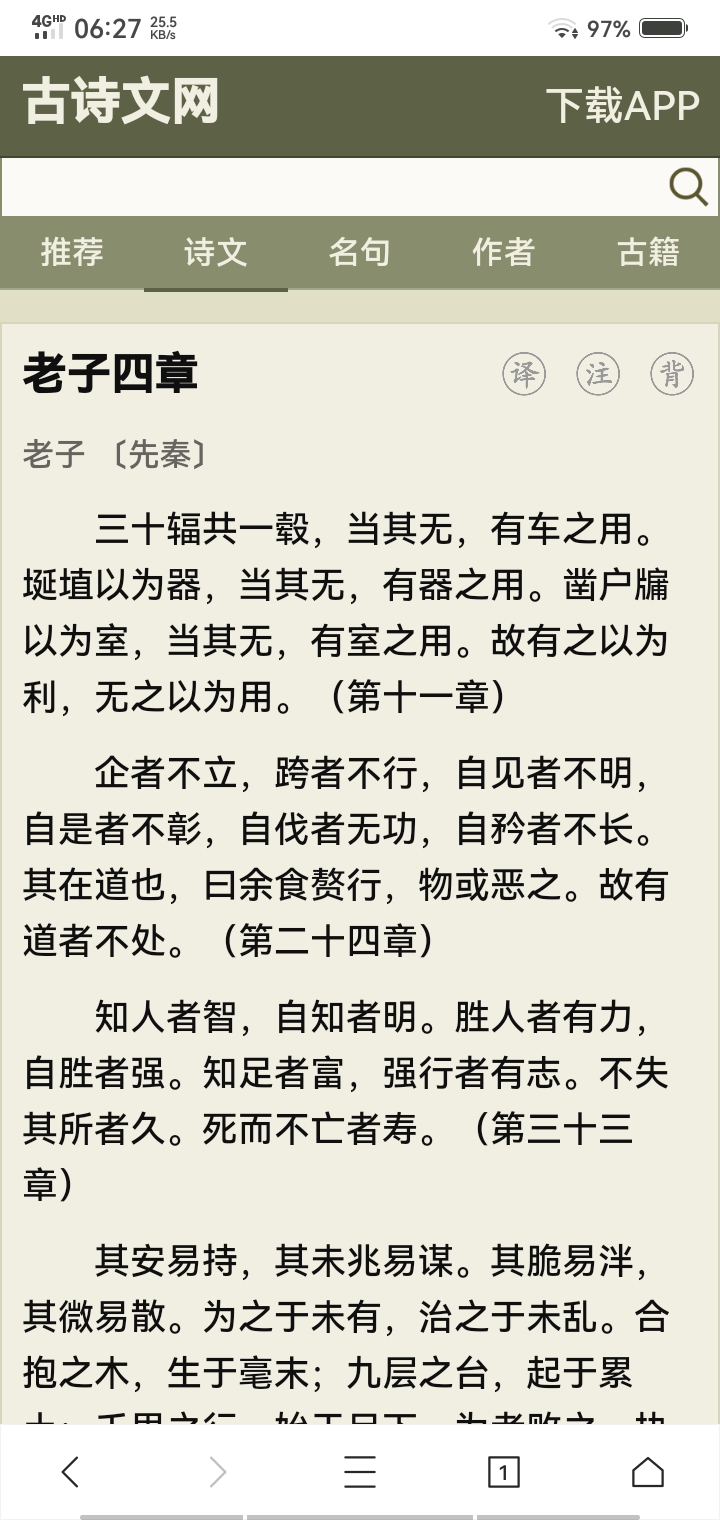 4G HD 06:27 25.5 KB/s 97%
古诗文网 下载APP
推荐 诗文 名句 作者 古籍
老子四章 译 注 背
老子 〔先秦〕
三十辐共一毂，当其无，有车之用。
埏埴以为器，当其无，有器之用。凿户牖
以为室，当其无，有室之用。故有之以为
利，无之以为用。（第十一章）
企者不立，跨者不行，自见者不明，
自是者不彰，自伐者无功，自矜者不长。
其在道也，曰余食赘行，物或恶之。故有
道者不处。（第二十四章）
知人者智，自知者明。胜人者有力，
自胜者强。知足者富，强行者有志。不失
其所者久。死而不亡者寿。（第三十三
章）
其安易持，其未兆易谋。其脆易泮，
其微易散。为之于未有，治之于未乱。合
抱之木，生于毫末；九层之台，起于累
1